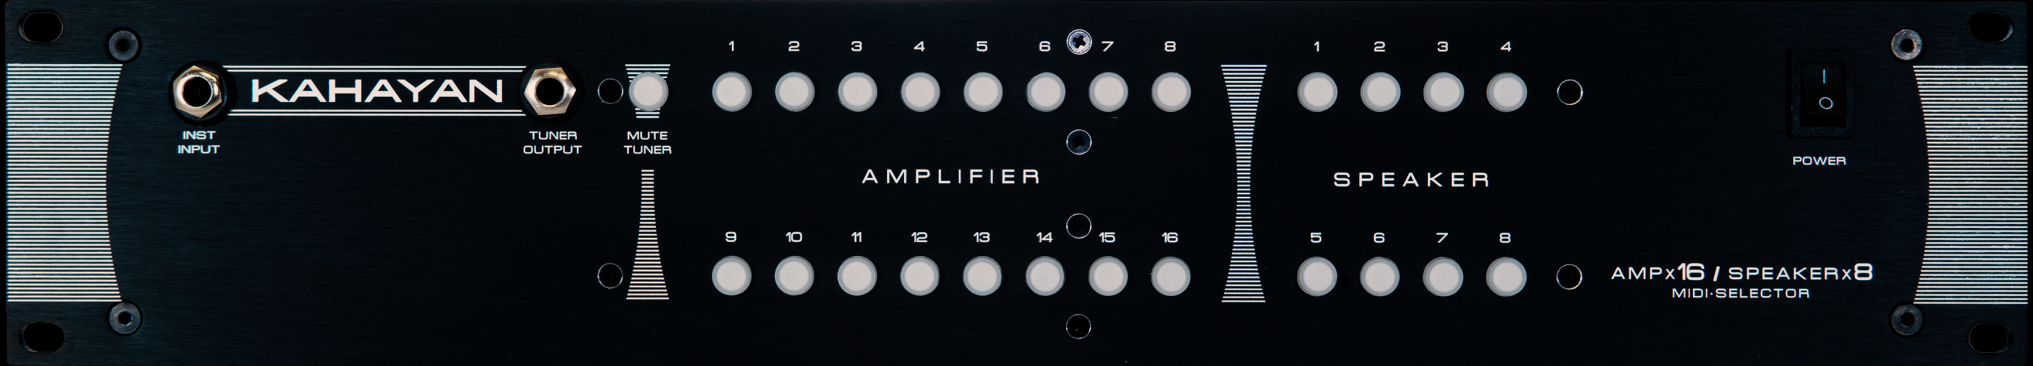 1 2 3 4 5 6 7 8 1 2 3 4
KAHAYAN
INST
INPUT
TUNER
OUTPUT
MUTE
TUNER
I
O
POWER
AMPLIFIER
SPEAKER
9 10 11 12 13 14 15 16 5 6 7 8
AMPx16 / SPEAKERx8
MIDI·SELECTOR